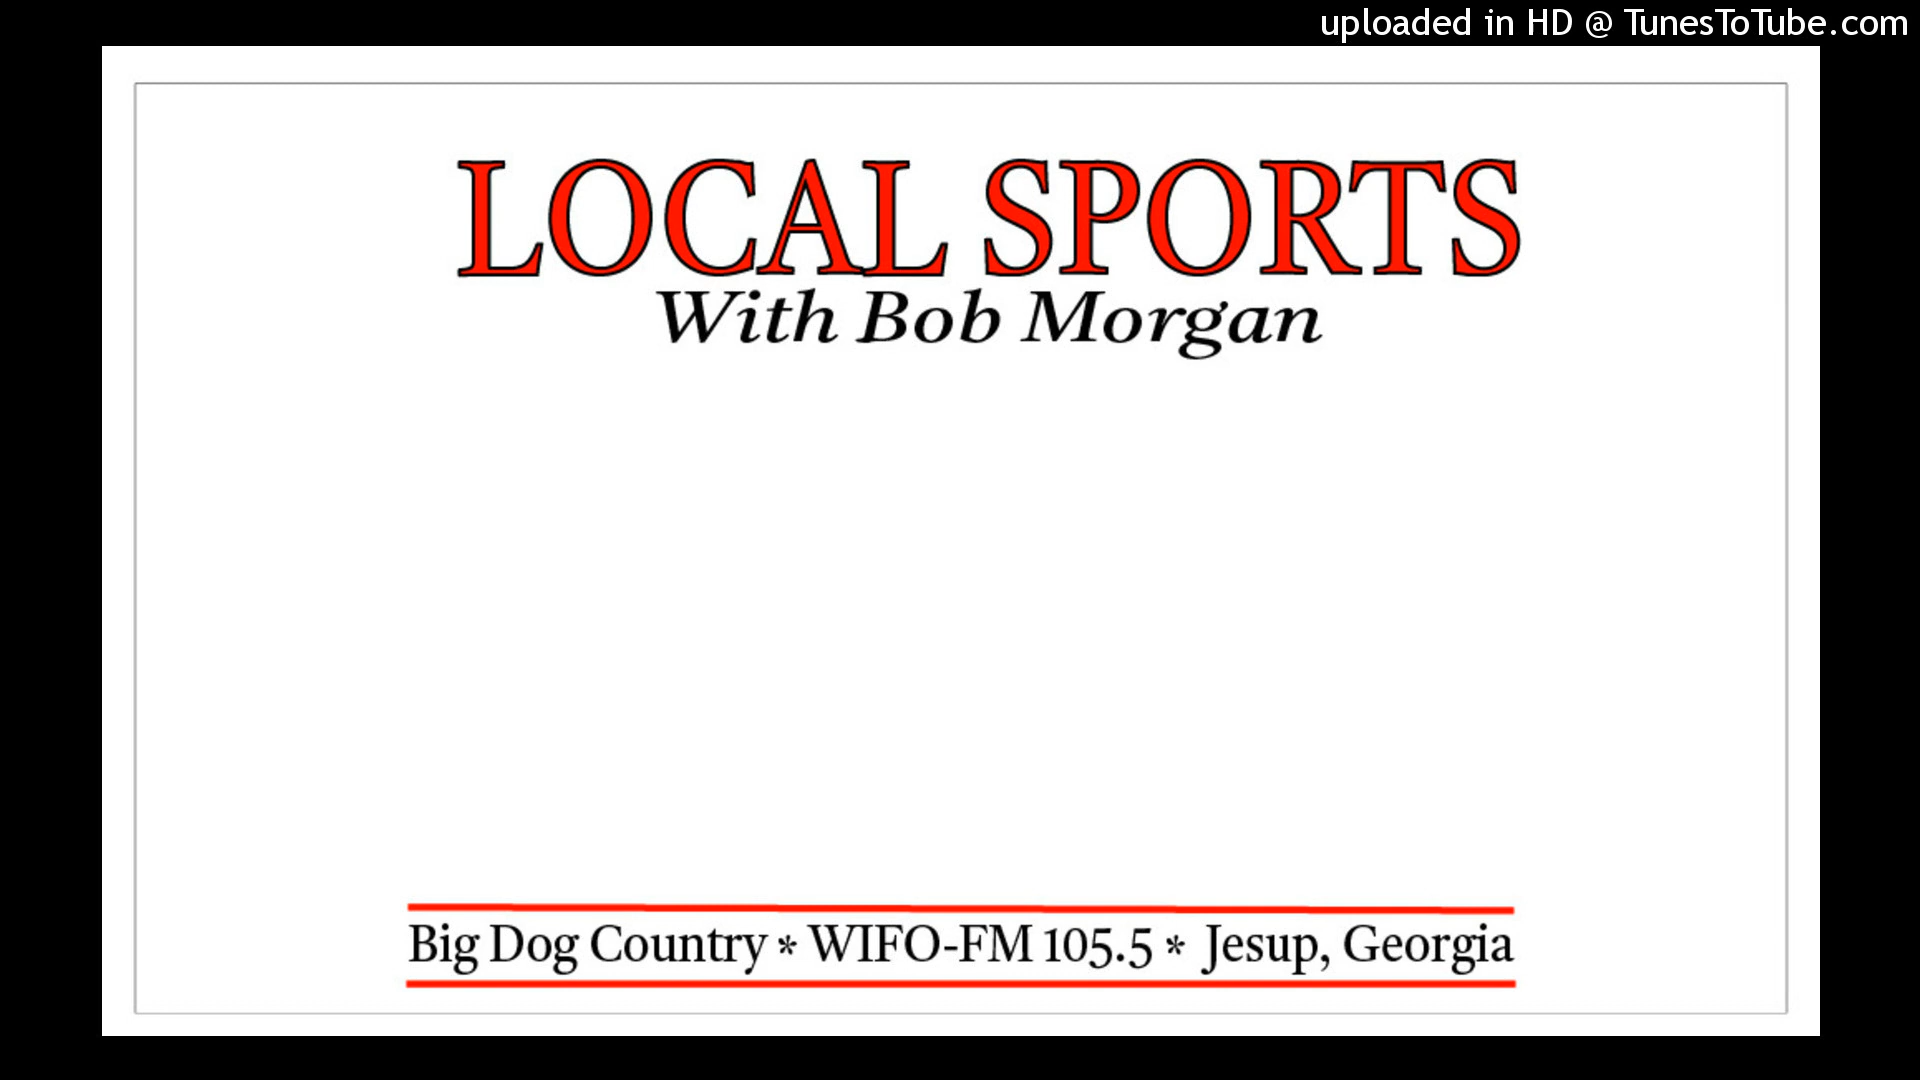 uploaded in HD @ TunesToTube.com
LOCAL SPORTS
With Bob Morgan
Big Dog Country * WIFO-FM 105.5 * Jesup, Georgia